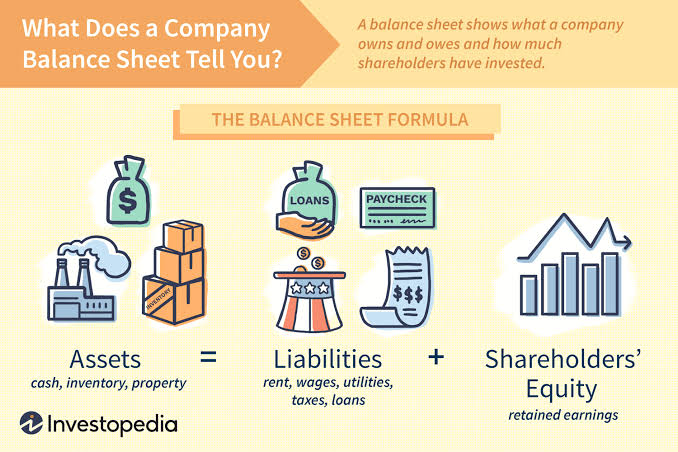 What Does a Company
Balance Sheet Tell You?
A balance sheet shows what a company
owns and owes and how much
shareholders have invested.
THE BALANCE SHEET FORMULA
$
INVENTORY
LOANS
PAYCHECK
$ $
$$$
Assets = Liabilities + Shareholders’
Equity
cash, inventory, property
rent, wages, utilities,
taxes, loans
retained earnings
Investopedia